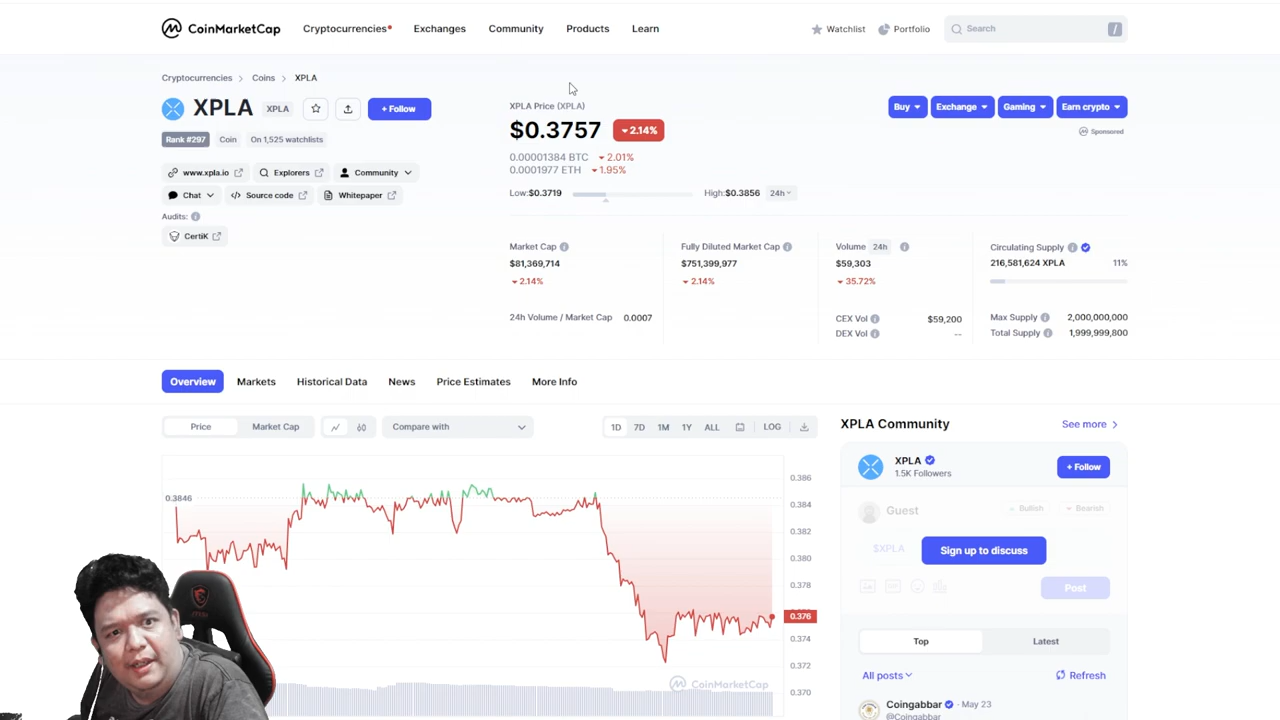 CoinMarketCap Cryptocurrencies Exchanges Community Products Learn Watchlist Portfolio Search /
Cryptocurrencies > Coins > XPLA
XPLA XPLA + Follow
Rank #297 Coin On 1,525 watchlists
www.xpla.io Explorers Community
Chat Source code Whitepaper
Audits:
CertiK
XPLA Price (XPLA)
$0.3757 2.14%
0.00001384 BTC 2.01%
0.0001977 ETH 1.95%
Low:$0.3719 High:$0.3856 24h
Buy Exchange Gaming Earn crypto
Sponsored
Market Cap
$81,369,714
2.14%
24h Volume / Market Cap 0.0007
Fully Diluted Market Cap
$751,399,977
2.14%
Volume 24h
$59,303
35.72%
CEX Vol $59,200
DEX Vol --
Circulating Supply
216,581,624 XPLA 11%
Max Supply 2,000,000,000
Total Supply 1,999,999,800
Overview Markets Historical Data News Price Estimates More Info
Price Market Cap Compare with 1D 7D 1M 1Y ALL LOG
0.3846
0.386
0.384
0.382
0.380
0.378
0.376
0.374
0.372
0.370
CoinMarketCap
msi
XPLA Community See more >
XPLA
1.5K Followers
+ Follow
Guest Bullish Bearish
$XPLA Sign up to discuss
GIF
Post
Top Latest
All posts Refresh
Coingabbar · May 23
@Coingabbar